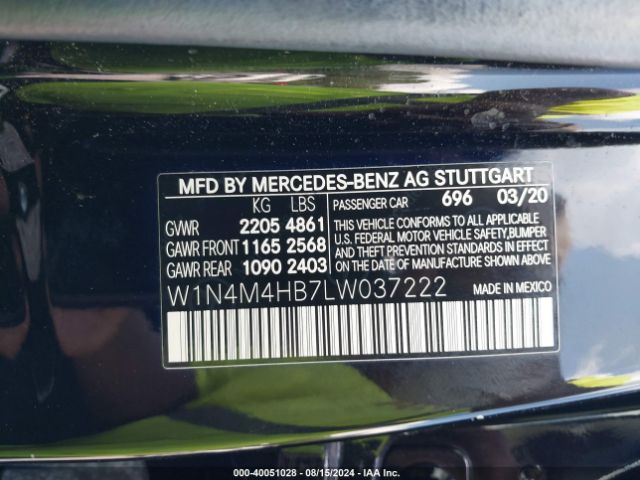 MFD BY MERCEDES-BENZ AG STUTTGART
KG LBS PASSENGER CAR 696 03/20
GVWR 2205 4861
GAWR FRONT 1165 2568
GAWR REAR 1090 2403
THIS VEHICLE CONFORMS TO ALL APPLICABLE
U.S. FEDERAL MOTOR VEHICLE SAFETY, BUMPER
AND THEFT PREVENTION STANDARDS IN EFFECT
ON THE DATE OF MANUFACTURE SHOWN ABOVE
W1N4M4HB7LW037222 MADE IN MEXICO
000-40051028 - 08/15/2024 - IAA Inc.